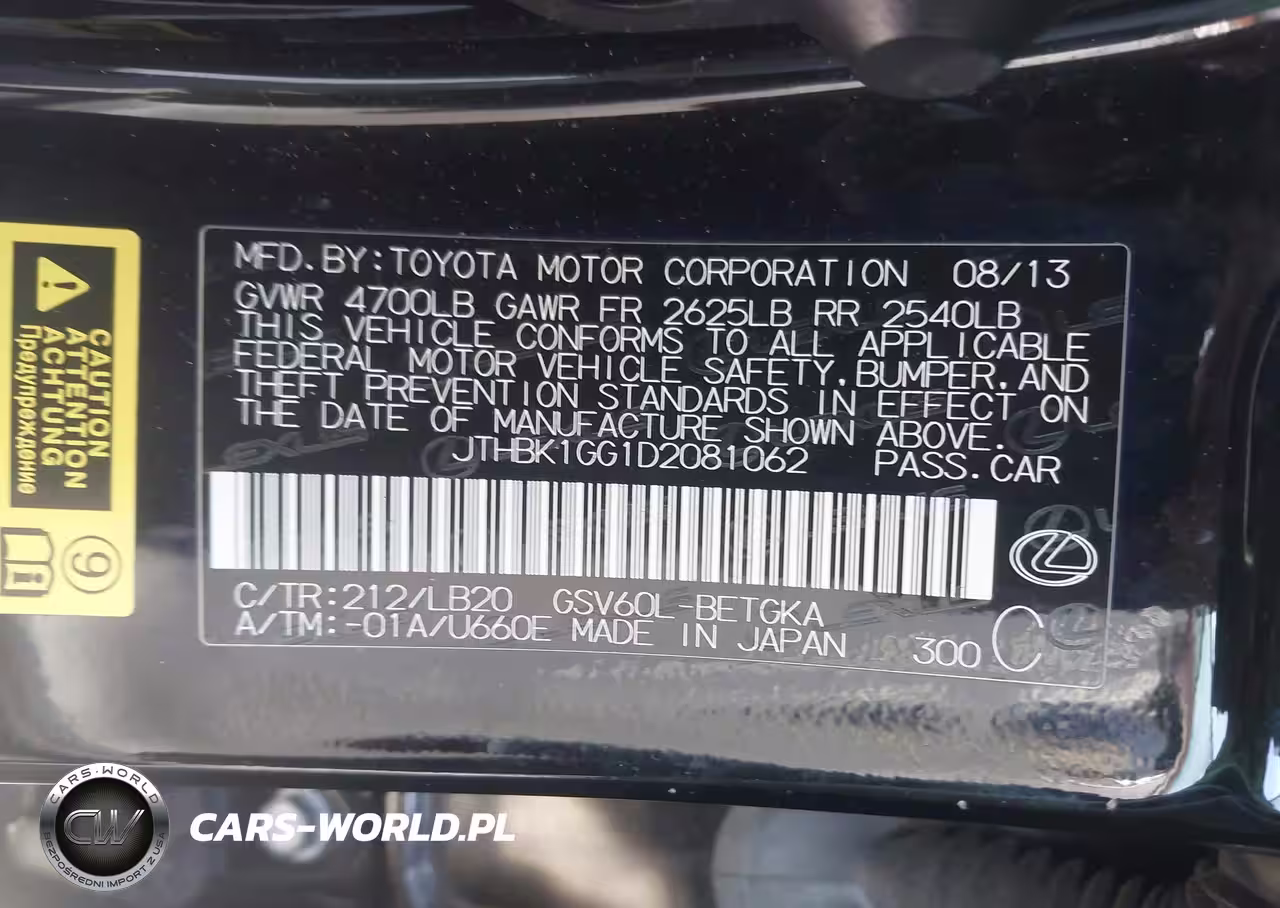 MFD.BY:TOYOTA MOTOR CORPORATION 08/13
GVWR 4700LB GAWR FR 2625LB RR 2540LB
THIS VEHICLE CONFORMS TO ALL APPLICABLE
FEDERAL MOTOR VEHICLE SAFETY,BUMPER,AND
THEFT PREVENTION STANDARDS IN EFFECT ON
THE DATE OF MANUFACTURE SHOWN ABOVE.
JTHBK1GG1D2081062 PASS.CAR
C/TR:212/LB20 GSV60L-BETGKA
A/TM:-01A/U660E MADE IN JAPAN 300 C
CAUTION
ATTENTION
ACHTUNG
Предупреждение
9
CARS-WORLD
CW
BEZPOŚREDNI IMPORT Z USA
CARS-WORLD.PL